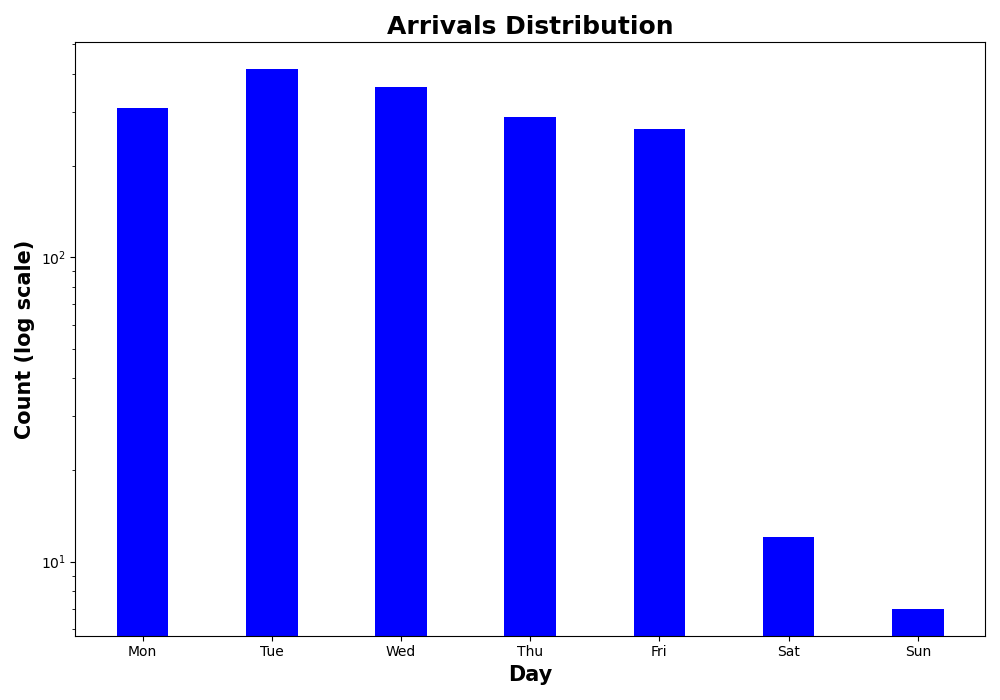 Arrivals Distribution
Count (log scale)
10²
10¹
Mon Tue Wed Thu Fri Sat Sun
Day